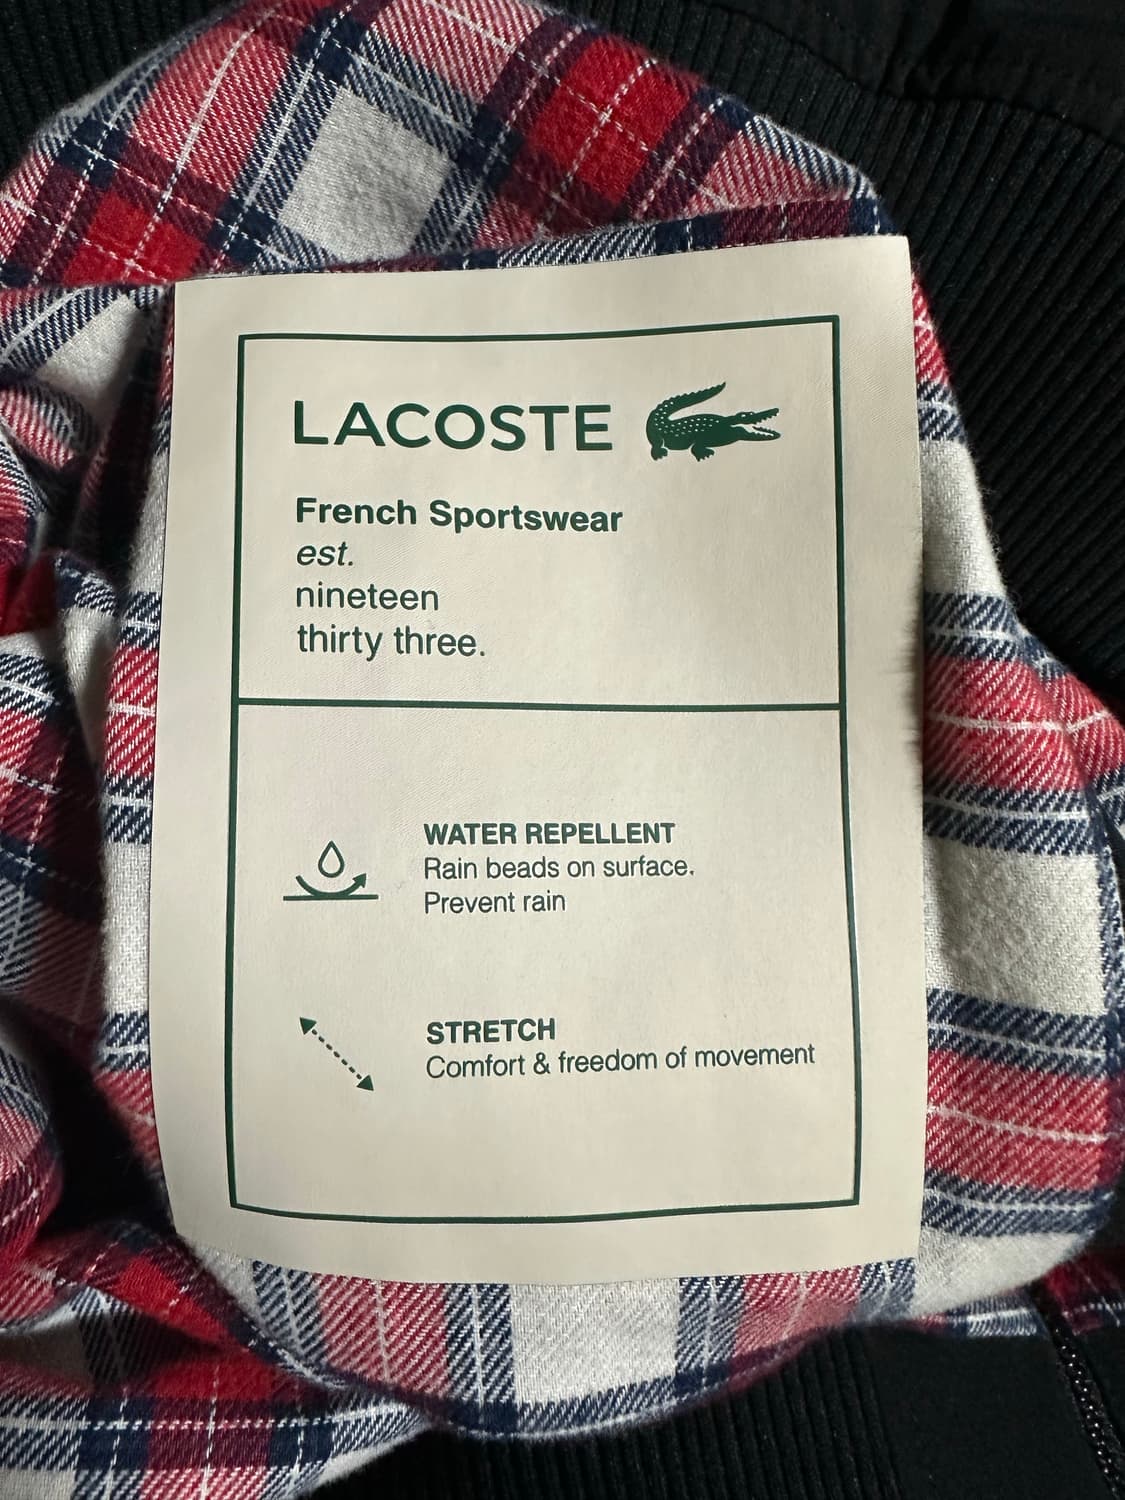 LACOSTE
French Sportswear
est.
nineteen
thirty three.
WATER REPELLENT
Rain beads on surface.
Prevent rain
STRETCH
Comfort & freedom of movement